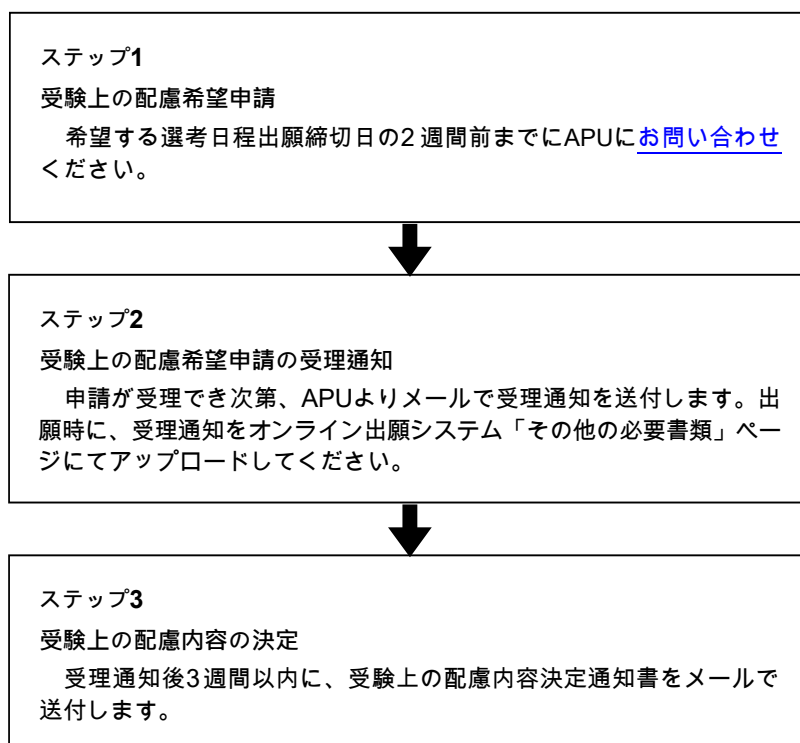 ステップ1
受験上の配慮希望申請
希望する選考日程出願締切日の2週間前までにAPUにお問い合わせ
ください。
ステップ2
受験上の配慮希望申請の受理通知
申請が受理でき次第、APUよりメールで受理通知を送付します。出
願時に、受理通知をオンライン出願システム「その他の必要書類」ペー
ジにてアップロードしてください。
ステップ3
受験上の配慮内容の決定
受理通知後3週間以内に、受験上の配慮内容決定通知書をメールで
送付します。